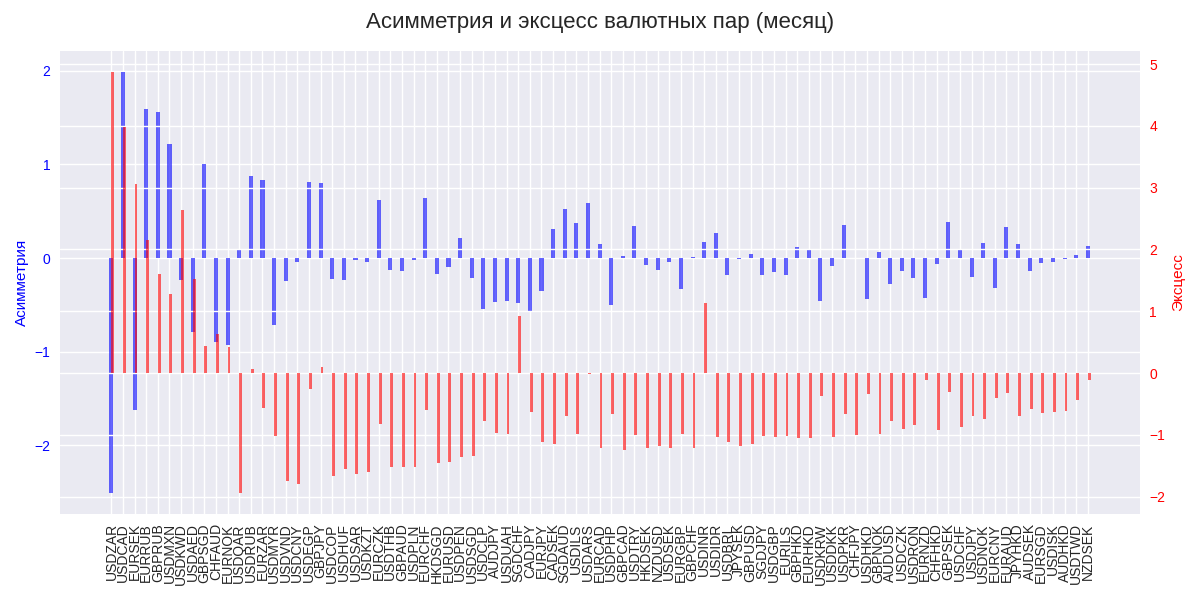 Асимметрия и эксцесс валютных пар (месяц)
Асимметрия
2
1
0
−1
−2
5
4
3
2
1
0
−1
−2
Эксцесс
USDZAR
USDCAD
EURSEK
EURRUB
GBPRUB
USDMXN
USDKWD
USDAED
GBPSGD
CHFAUD
EURNOK
USDQAR
USDRUB
EURZAR
USDMYR
USDVND
USDCNY
USDEGP
GBPJPY
USDCOP
USDHUF
USDSAR
USDKZT
EURCZK
USDTHB
GBPAUD
USDPLN
EURCHF
HKDSGD
EURUSD
USDPEN
USDSGD
USDCLP
AUDJPY
USDUAH
SGDCHF
CADJPY
EURJPY
CADSEK
SGDAUD
USDILS
USDARS
EURCAD
USDPHP
GBPCAD
USDTRY
HKDSEK
NZDUSD
USDSEK
EURGBP
GBPCHF
USDINR
USDIDR
USDBRL
JPYSEK
GBPUSD
SGDJPY
USDGBP
EURILS
GBPHKD
EURHKD
USDKRW
USDDKK
USDPKR
CHFJPY
USDHKD
GBPNOK
AUDUSD
USDCZK
USDRON
EURNZD
CHFHKD
GBPSEK
USDCHF
USDJPY
USDNOK
EURCNY
EURAUD
JPYHKD
AUDSEK
EURSGD
AUDHKD
USDTWD
NZDSEK